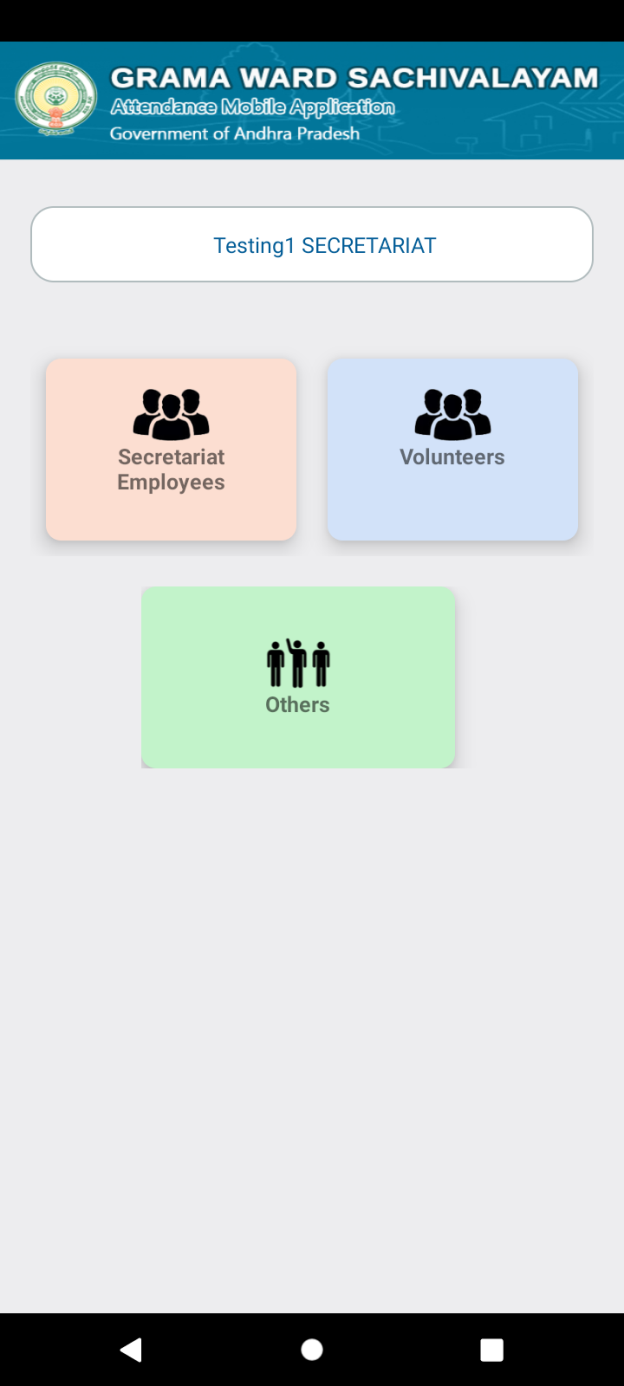 GRAMA WARD SACHIVALAYAM
Attendance Mobile Application
Government of Andhra Pradesh
Testing1 SECRETARIAT
Secretariat
Employees
Volunteers
Others